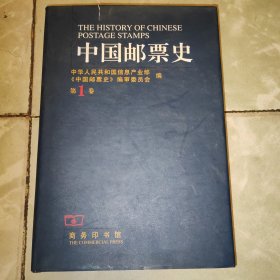 THE HISTORY OF CHINESE
POSTAGE STAMPS
中国邮票史
中华人民共和国信息产业部
《中国邮票史》编审委员会 编
第1卷
商务印书馆
THE COMMERCIAL PRESS